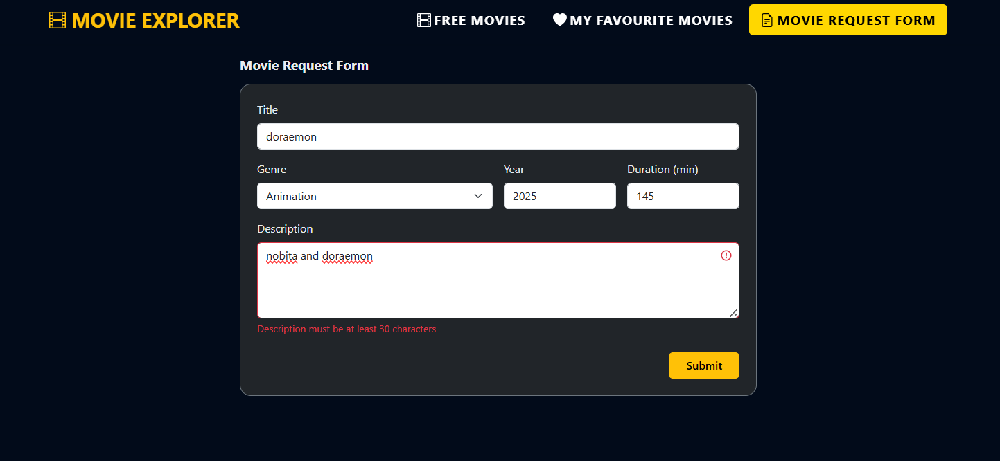 MOVIE EXPLORER
FREE MOVIES
MY FAVOURITE MOVIES
MOVIE REQUEST FORM
Movie Request Form
Title
doraemon
Genre
Year
Duration (min)
Animation
2025
145
Description
nobita and doraemon
Description must be at least 30 characters
Submit